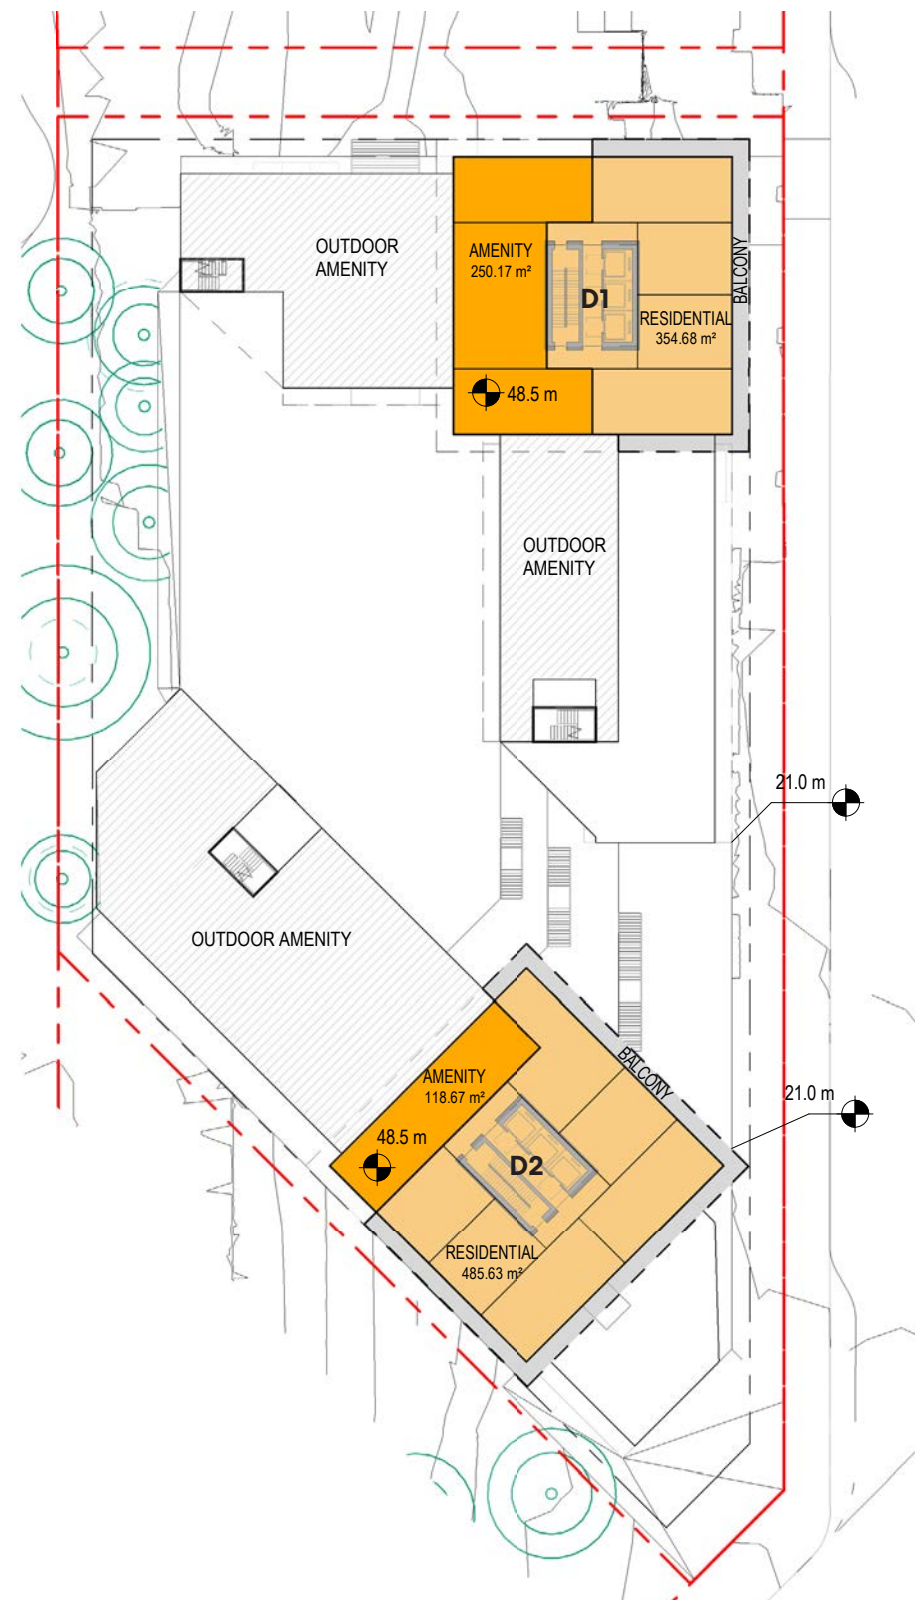 OUTDOOR
AMENITY
AMENITY
250.17 m²
D1
BALCONY
RESIDENTIAL
354.68 m²
48.5 m
OUTDOOR
AMENITY
21.0 m
OUTDOOR AMENITY
BALCONY
AMENITY
118.67 m²
21.0 m
48.5 m
D2
RESIDENTIAL
485.63 m²